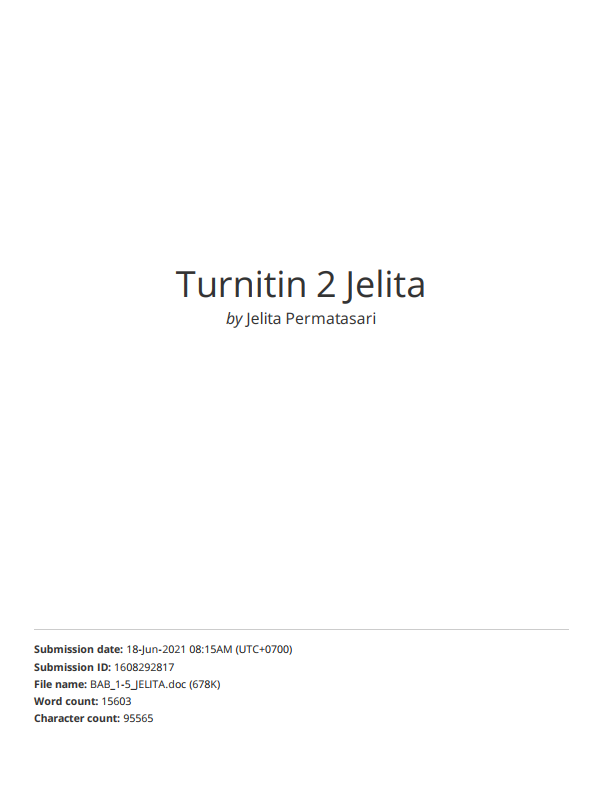 Turnitin 2 Jelita
by Jelita Permatasari
Submission date: 18-Jun-2021 08:15AM (UTC+0700)
Submission ID: 1608292817
File name: BAB_1-5_JELITA.doc (678K)
Word count: 15603
Character count: 95565